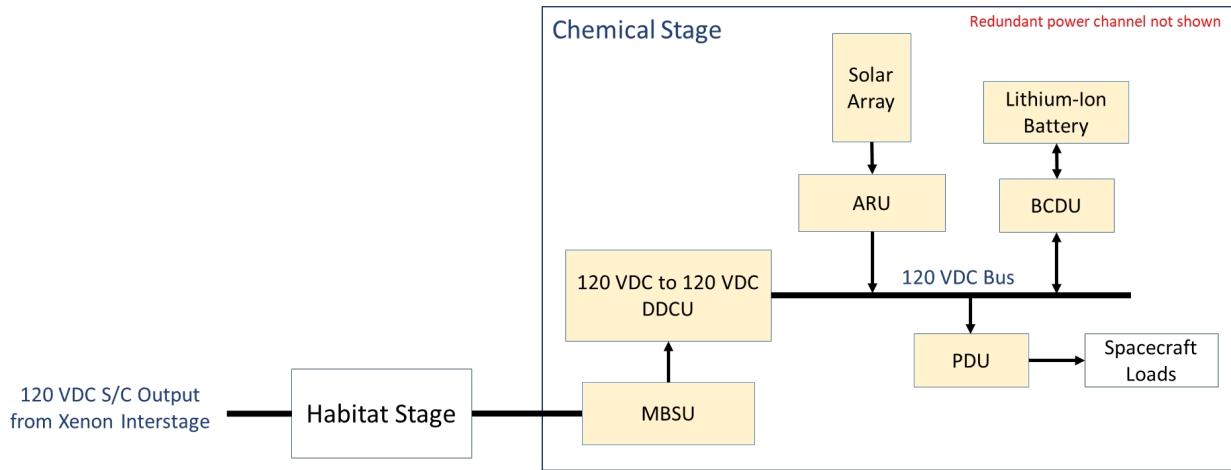 Chemical Stage
Redundant power channel not shown
Solar
Array
Lithium-Ion
Battery
ARU
BCDU
120 VDC to 120 VDC
DDCU
120 VDC Bus
PDU
Spacecraft
Loads
120 VDC S/C Output
from Xenon Interstage
Habitat Stage
MBSU